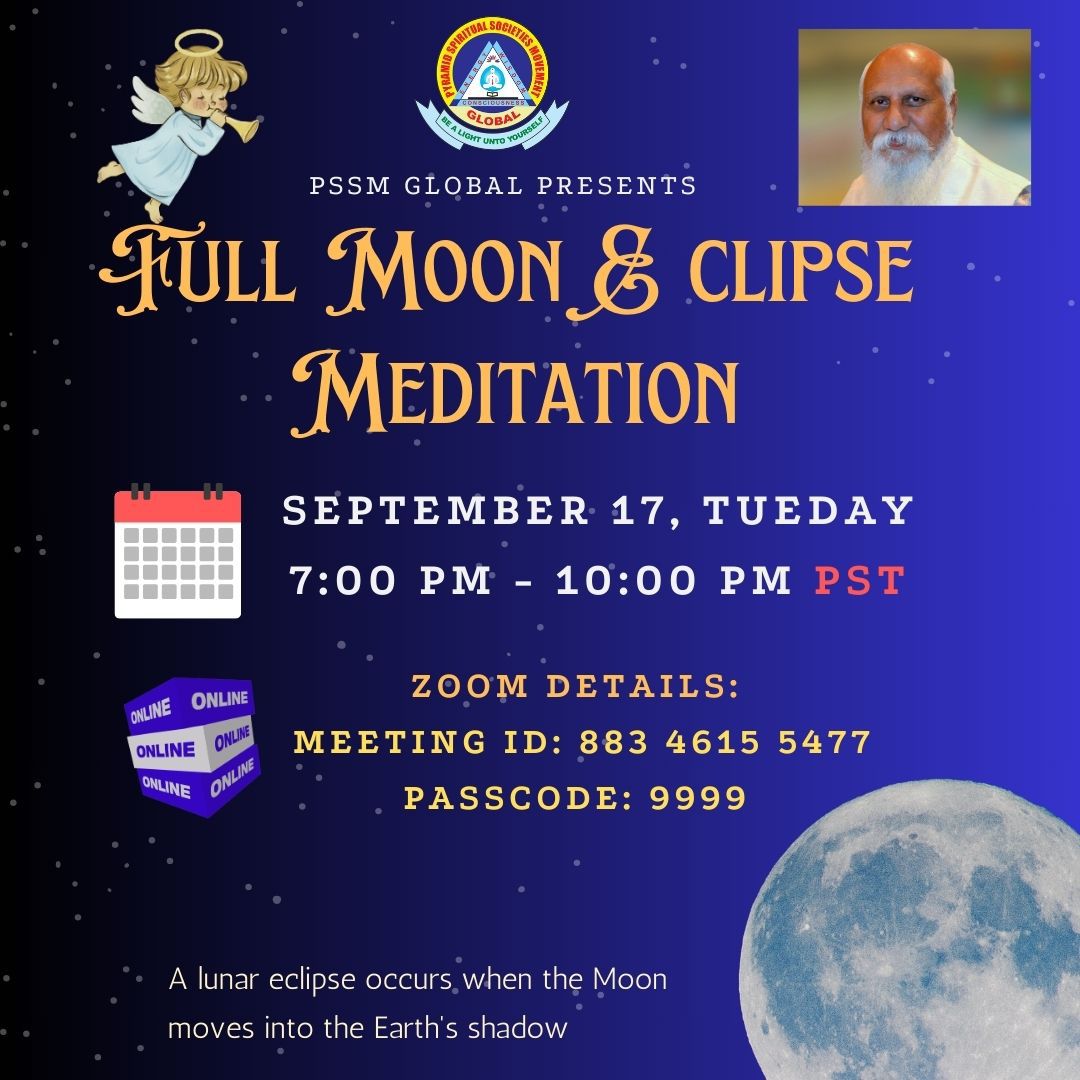 PYRAMID SPIRITUAL SOCIETIES MOVEMENT
CONSCIOUSNESS
GLOBAL
BE A LIGHT UNTO YOURSELF
PSSM GLOBAL PRESENTS
Full Moon E clipse
Meditation
SEPTEMBER 17, TUEDAY
7:00 PM - 10:00 PM PST
ONLINE ONLINE
ONLINE ONLINE
ONLINE ONLINE
ZOOM DETAILS:
MEETING ID: 883 4615 5477
PASSCODE: 9999
A lunar eclipse occurs when the Moon
moves into the Earth's shadow